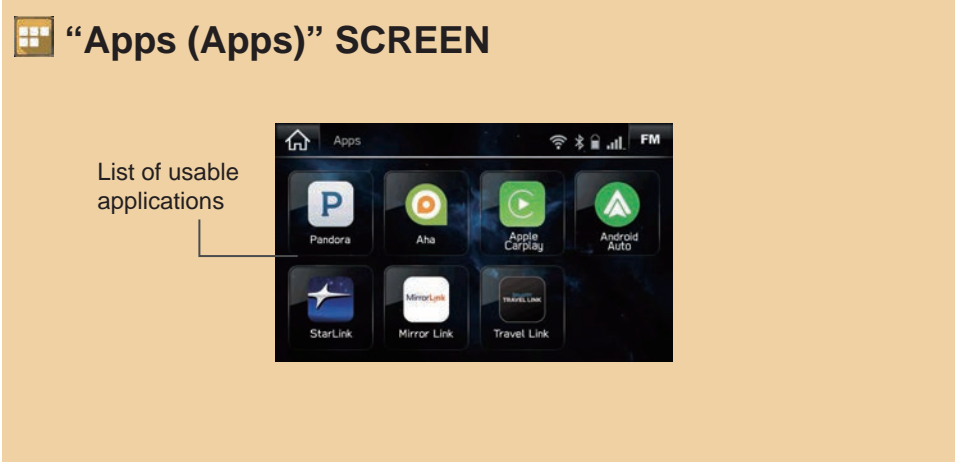 “Apps (Apps)” SCREEN
Apps
FM
List of usable
applications
P
Pandora
Aha
Apple
Carplay
Android
Auto
MirrorLink
TRAVEL LINK
StarLink
Mirror Link
Travel Link